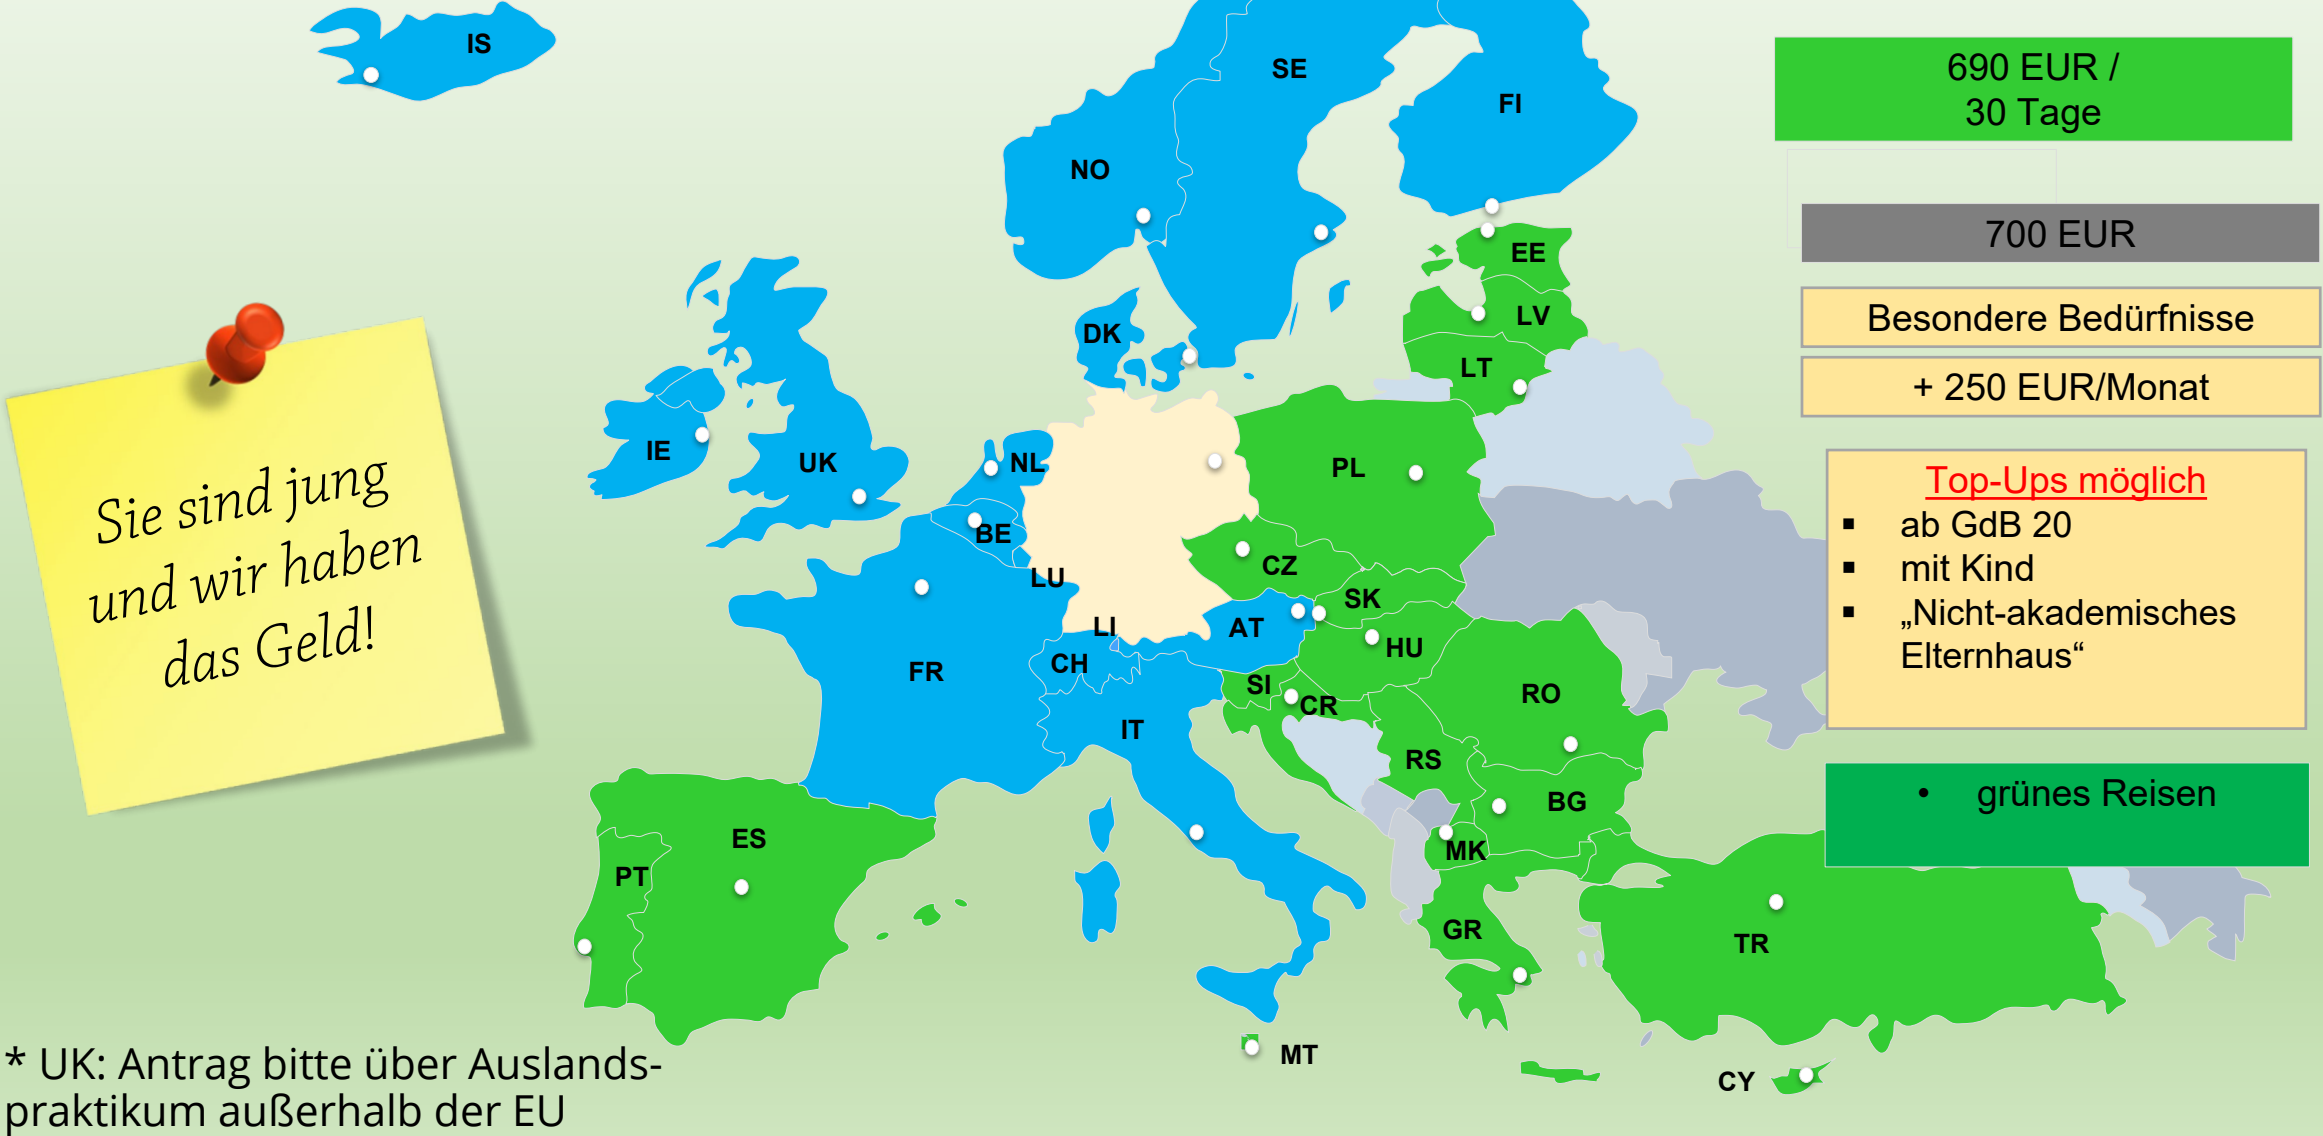 IS
SE
FI
NO
EE
LV
DK
LT
IE
UK
NL
PL
BE
CZ
LU
SK
LI
AT
HU
CH
FR
SI
CR
RO
IT
RS
BG
ES
MK
PT
GR
TR
MT
CY
Sie sind jung
und wir haben
das Geld!
* UK: Antrag bitte über Auslands-
praktikum außerhalb der EU
690 EUR /
30 Tage
700 EUR
Besondere Bedürfnisse
+ 250 EUR/Monat
Top-Ups möglich
▪ ab GdB 20
▪ mit Kind
▪ „Nicht-akademisches
Elternhaus“
• grünes Reisen